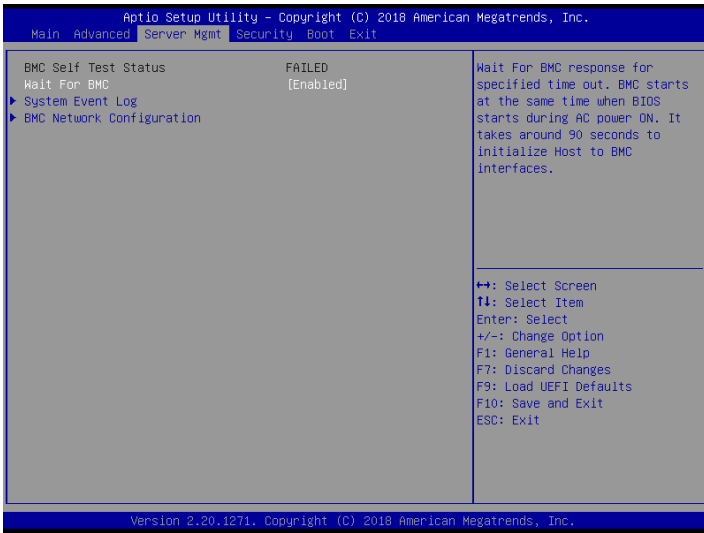 Aptio Setup Utility – Copyright (C) 2018 American Megatrends, Inc.
Main Advanced Server Mgmt Security Boot Exit
BMC Self Test Status FAILED
Wait For BMC [Enabled]
System Event Log
BMC Network Configuration
Wait For BMC response for
specified time out. BMC starts
at the same time when BIOS
starts during AC power ON. It
takes around 90 seconds to
initialize Host to BMC
interfaces.
↔: Select Screen
↑↓: Select Item
Enter: Select
+/-: Change Option
F1: General Help
F7: Discard Changes
F9: Load UEFI Defaults
F10: Save and Exit
ESC: Exit
Version 2.20.1271. Copyright (C) 2018 American Megatrends, Inc.